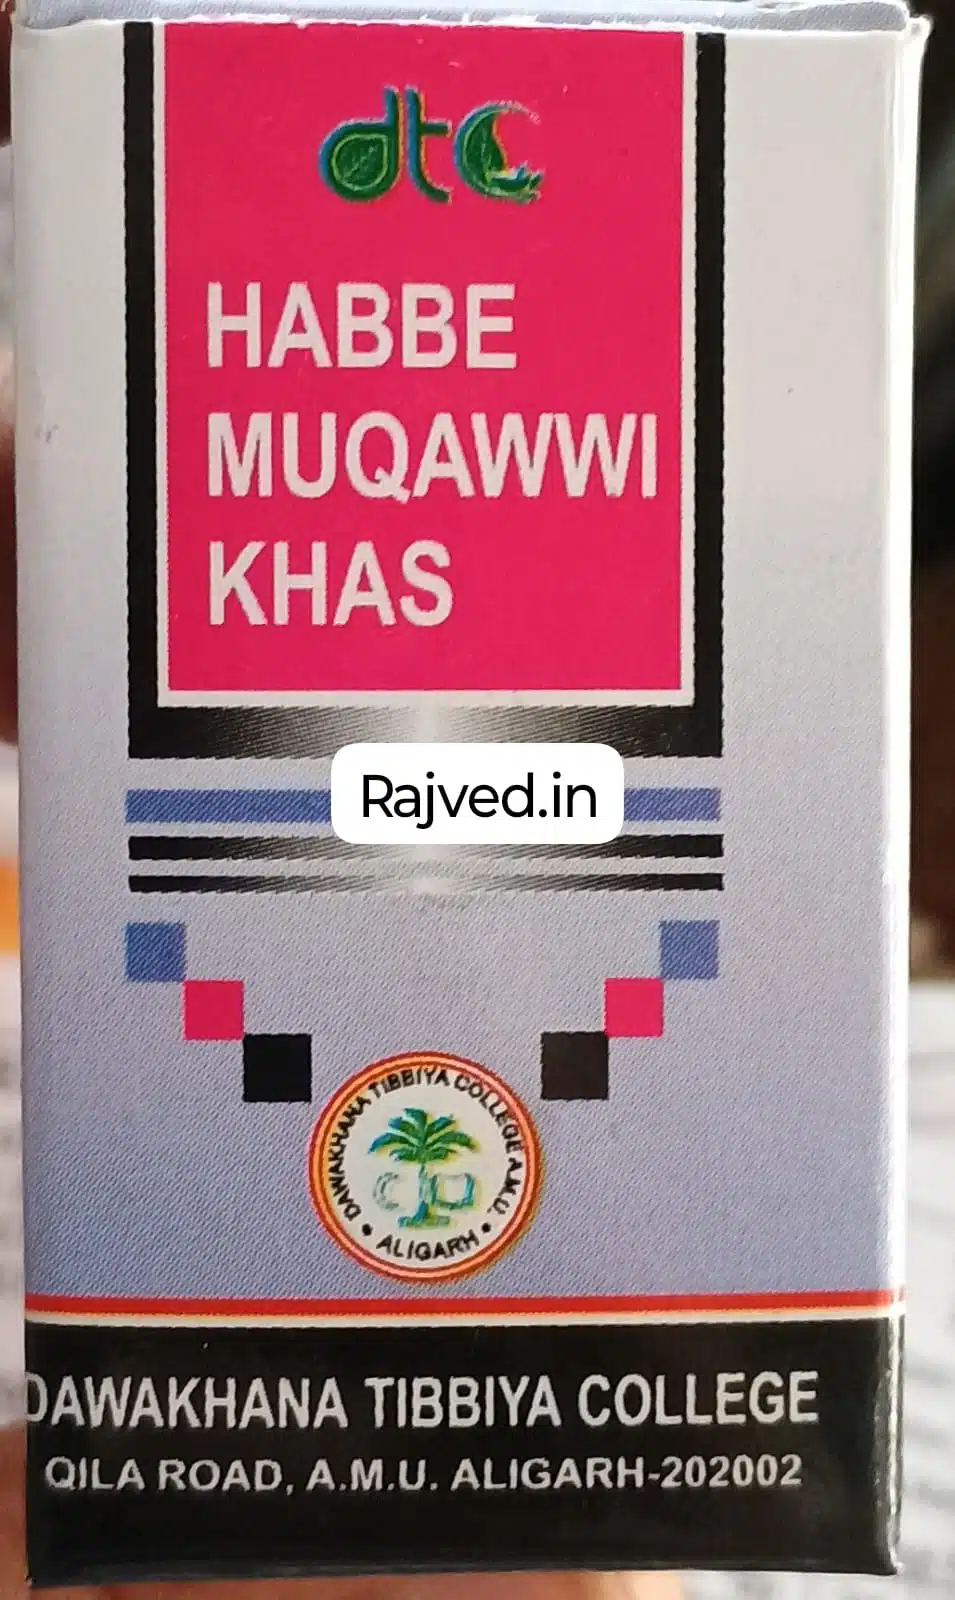 dtc
HABBE
MUQAWWI
KHAS
Rajved.in
DAWAKHANA TIBBIYA COLLEGE A.M.U.
• ALIGARH •
DAWAKHANA TIBBIYA COLLEGE
QILA ROAD, A.M.U. ALIGARH-202002